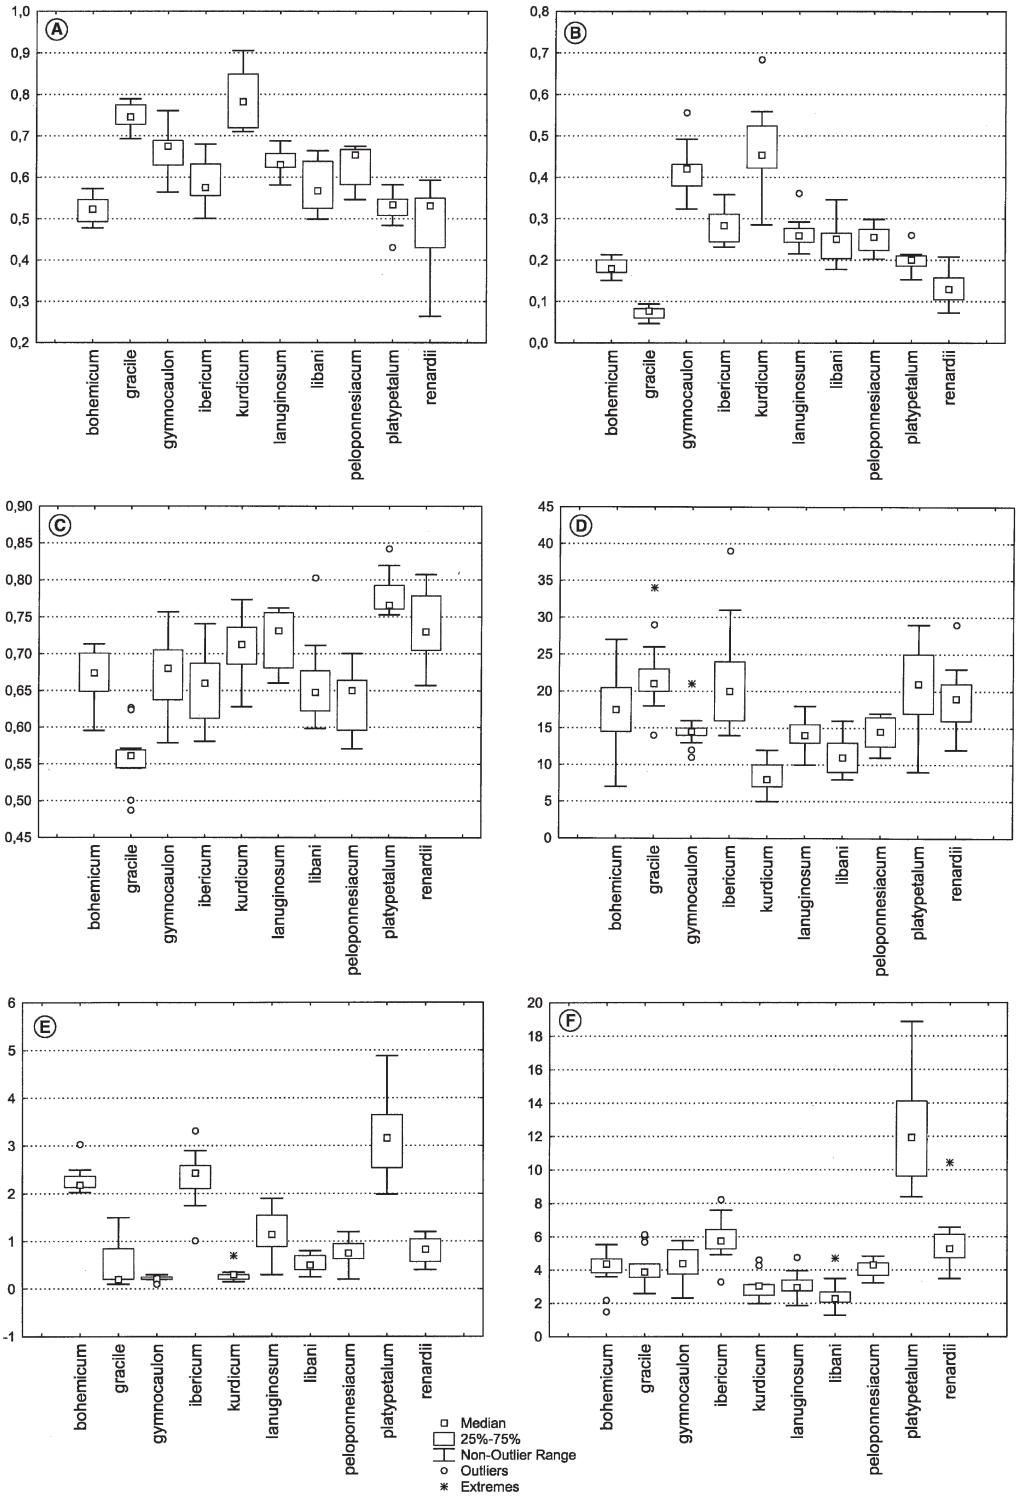 A
1,0
0,9
0,8
0,7
0,6
0,5
0,4
0,3
0,2
bohemicum
gracile
gymnocaulon
ibericum
kurdicum
lanuginosum
libani
peloponnesiacum
platypetalum
renardii
B
0,8
0,7
0,6
0,5
0,4
0,3
0,2
0,1
0,0
bohemicum
gracile
gymnocaulon
ibericum
kurdicum
lanuginosum
libani
peloponnesiacum
platypetalum
renardii
C
0,90
0,85
0,80
0,75
0,70
0,65
0,60
0,55
0,50
0,45
bohemicum
gracile
gymnocaulon
ibericum
kurdicum
lanuginosum
libani
peloponnesiacum
platypetalum
renardii
D
45
40
35
30
25
20
15
10
5
0
bohemicum
gracile
gymnocaulon
ibericum
kurdicum
lanuginosum
libani
peloponnesiacum
platypetalum
renardii
E
6
5
4
3
2
1
0
-1
bohemicum
gracile
gymnocaulon
ibericum
kurdicum
lanuginosum
libani
peloponnesiacum
platypetalum
renardii
F
20
18
16
14
12
10
8
6
4
2
0
bohemicum
gracile
gymnocaulon
ibericum
kurdicum
lanuginosum
libani
peloponnesiacum
platypetalum
renardii
Median
25%-75%
Non-Outlier Range
Outliers
Extremes